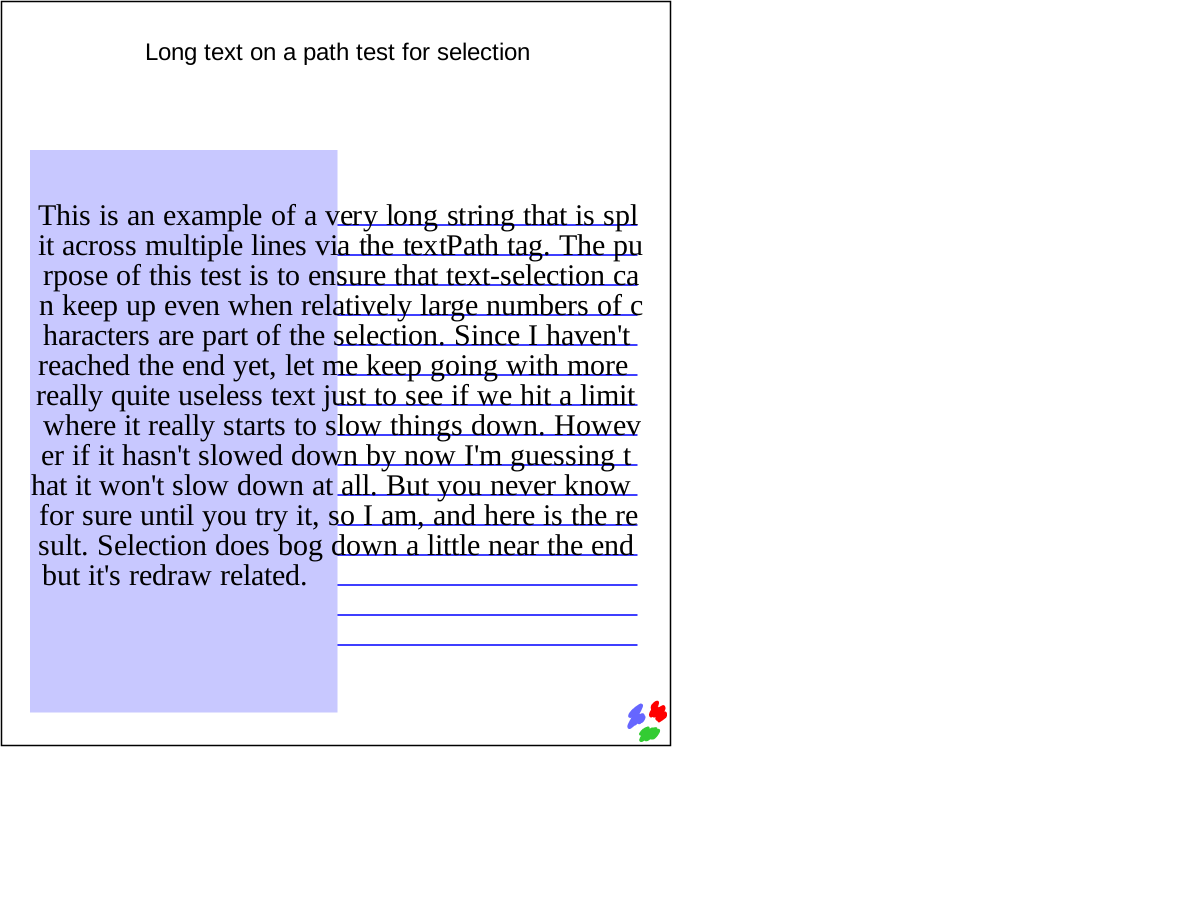 Long text on a path test for selection
This is an example of a very long string that is spl
it across multiple lines via the textPath tag. The pu
rpose of this test is to ensure that text-selection ca
n keep up even when relatively large numbers of c
haracters are part of the selection. Since I haven't
reached the end yet, let me keep going with more
really quite useless text just to see if we hit a limit
where it really starts to slow things down. Howev
er if it hasn't slowed down by now I'm guessing t
hat it won't slow down at all. But you never know
for sure until you try it, so I am, and here is the re
sult. Selection does bog down a little near the end
but it's redraw related.